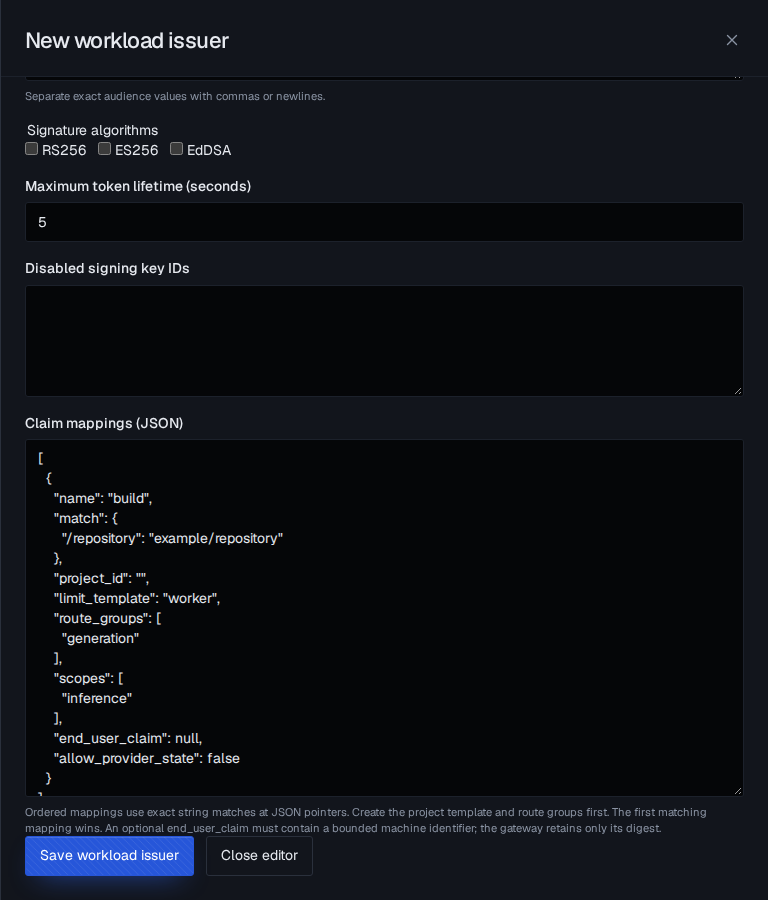 New workload issuer
Separate exact audience values with commas or newlines.
Signature algorithms
RS256 ES256 EdDSA
Maximum token lifetime (seconds)
5
Disabled signing key IDs
Claim mappings (JSON)
[
  {
    "name": "build",
    "match": {
      "/repository": "example/repository"
    },
    "project_id": "",
    "limit_template": "worker",
    "route_groups": [
      "generation"
    ],
    "scopes": [
      "inference"
    ],
    "end_user_claim": null,
    "allow_provider_state": false
  }
]
Ordered mappings use exact string matches at JSON pointers. Create the project template and route groups first. The first matching
mapping wins. An optional end_user_claim must contain a bounded machine identifier; the gateway retains only its digest.
Save workload issuer Close editor